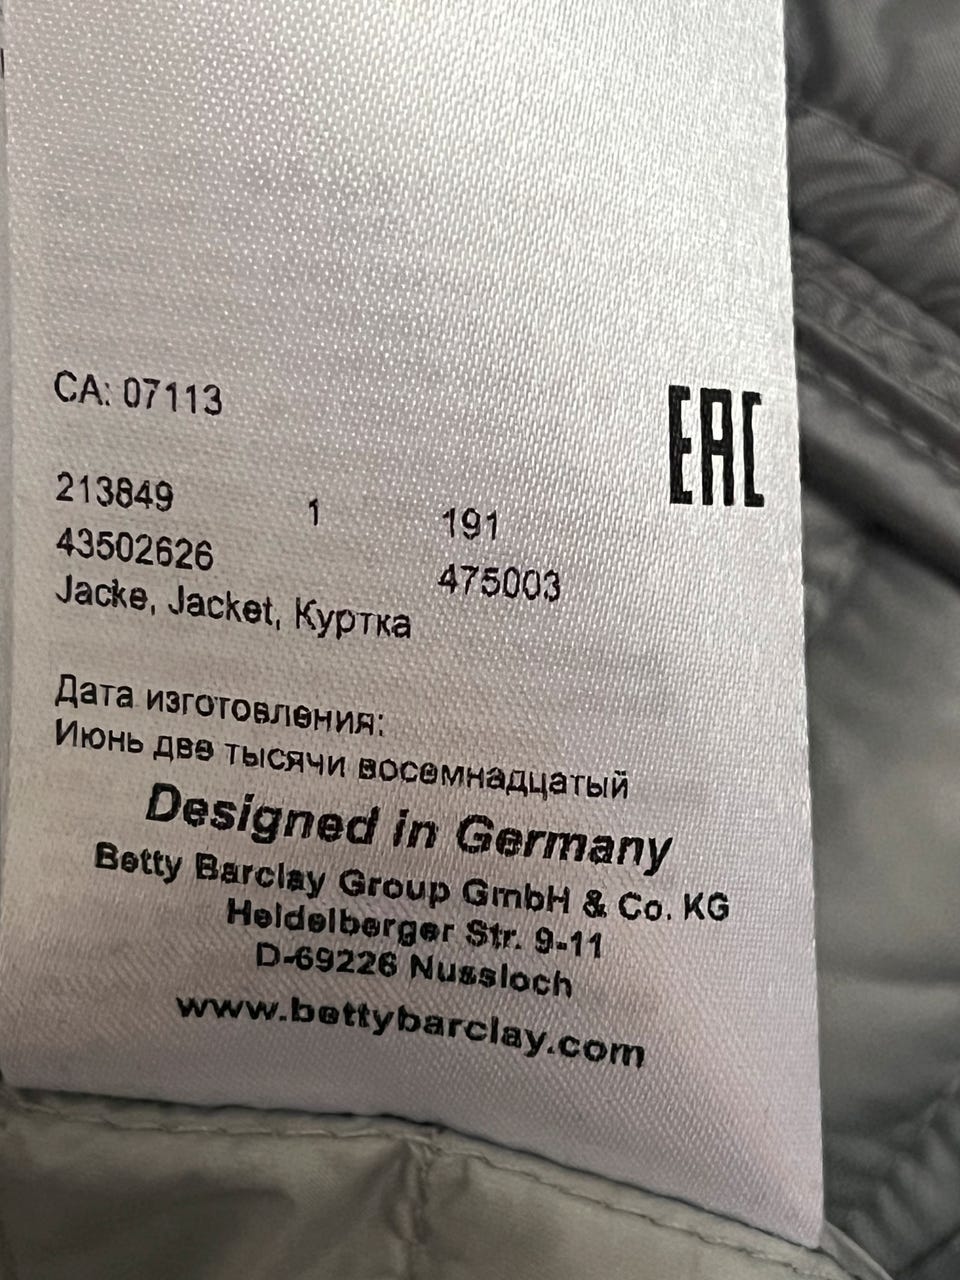 CA: 07113
EAC
213849 1 191
43502626 475003
Jacke, Jacket, Куртка
Дата изготовления:
Июнь две тысячи восемнадцатый
Designed in Germany
Betty Barclay Group GmbH & Co. KG
Heidelberger Str. 9-11
D-69226 Nussloch
www.bettybarclay.com